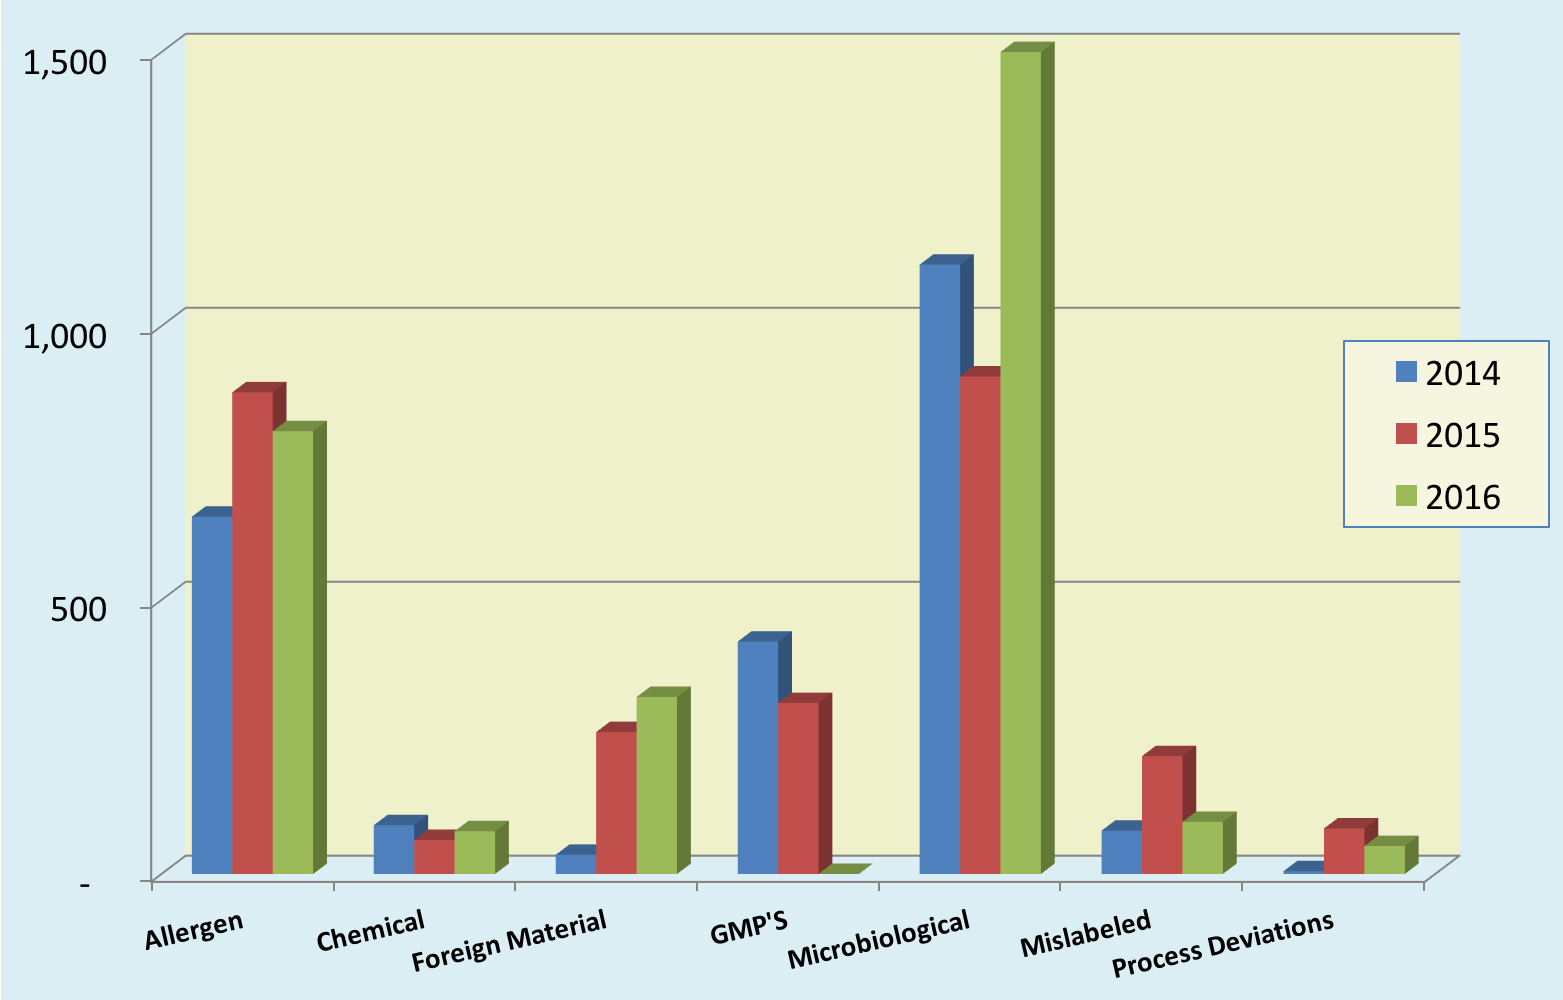 1,500
1,000
500
-
2014
2015
2016
Allergen
Chemical
Foreign Material
GMP'S
Microbiological
Mislabeled
Process Deviations